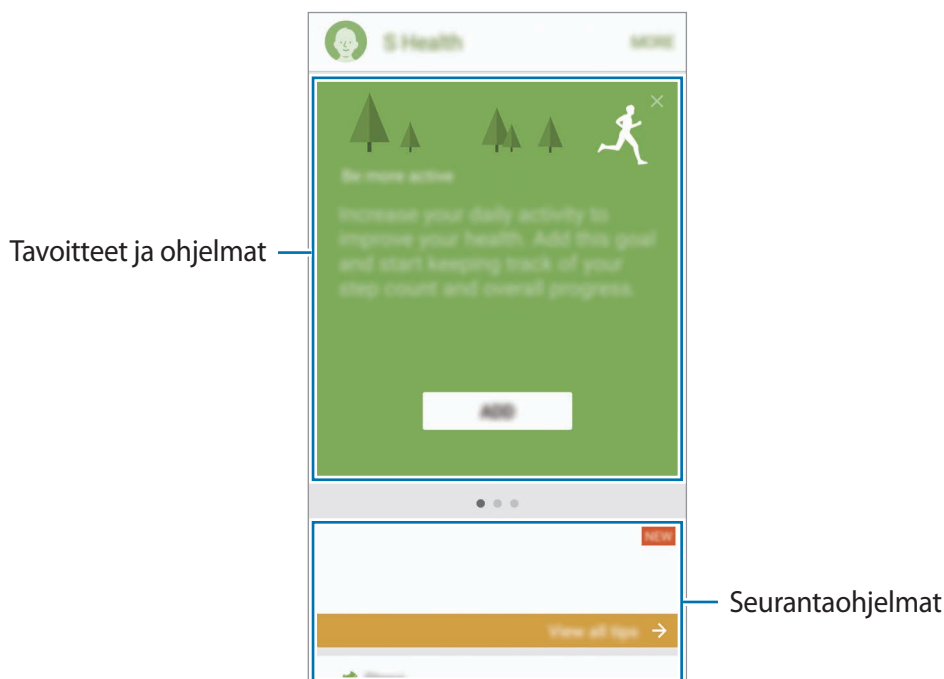 S Health
MORE
Be more active
Increase your daily activity to
improve your health. Add this goal
and start keeping track of your
step count and overall progress.
Tavoitteet ja ohjelmat
ADD
NEW
Seurantaohjelmat
View all tips